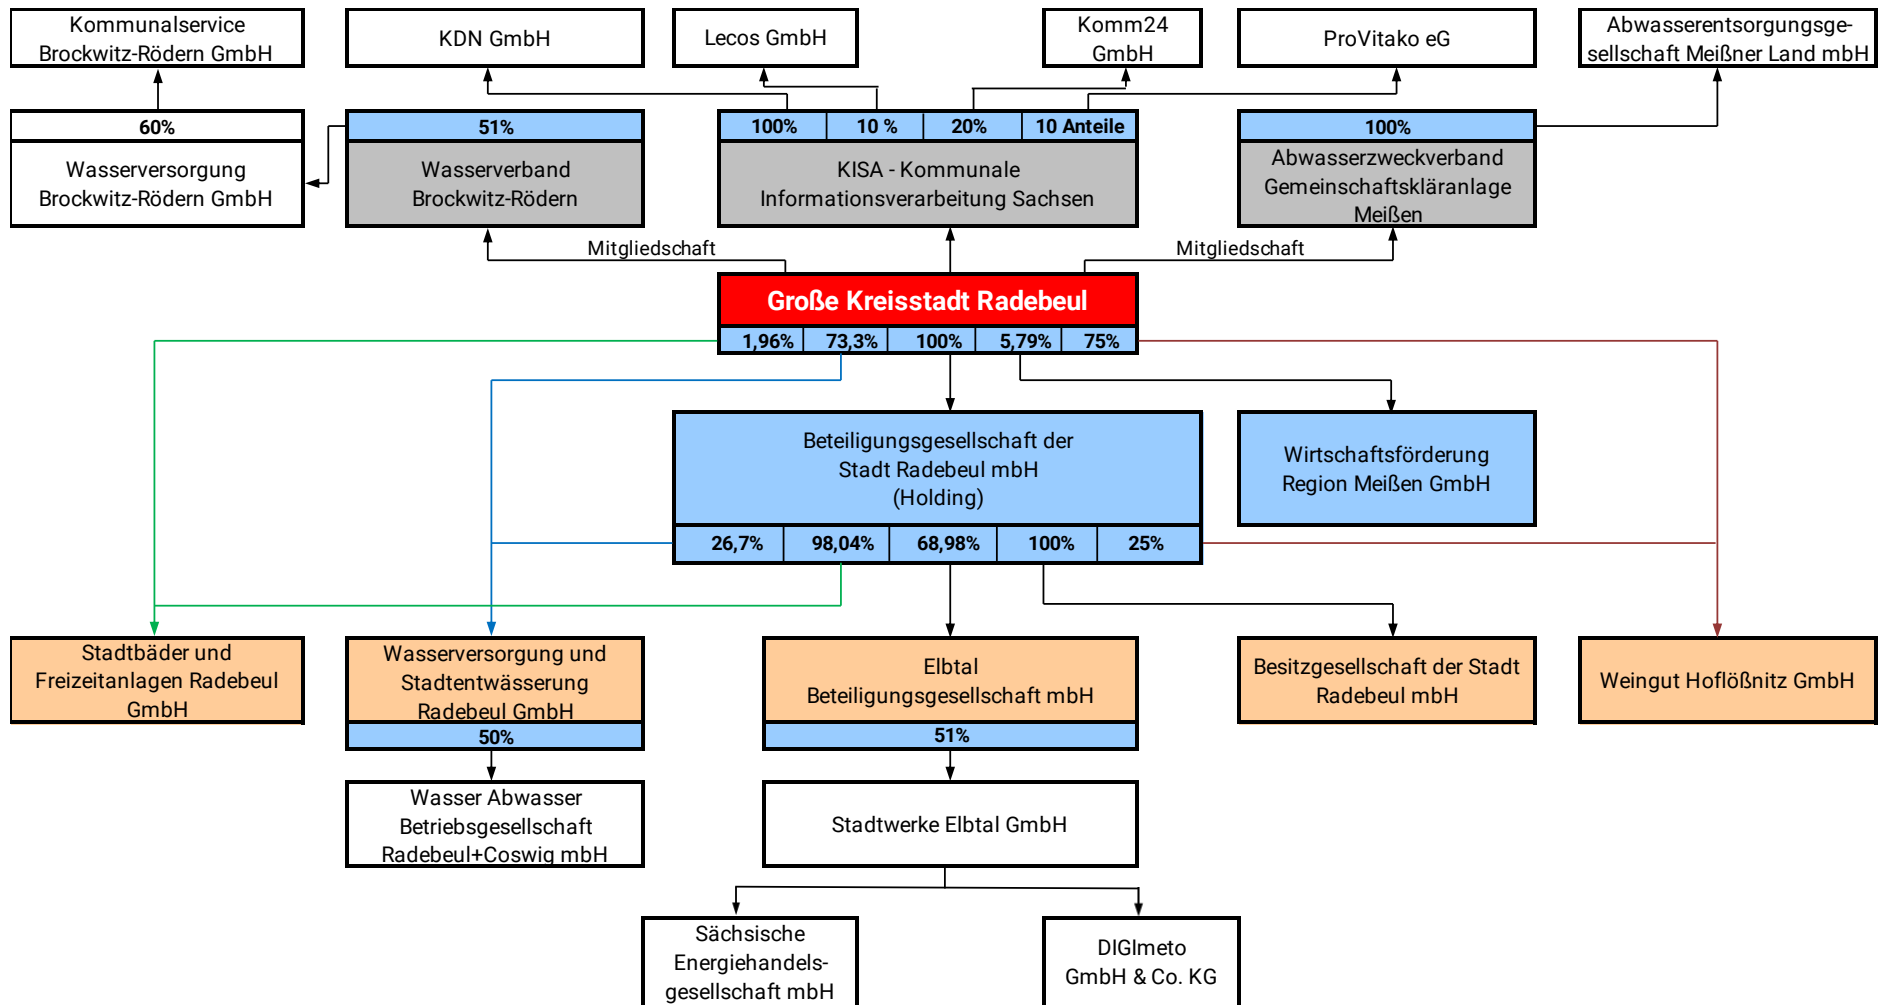 Kommunalservice
Brockwitz-Rödern GmbH
KDN GmbH
Lecos GmbH
Komm24
GmbH
ProVitako eG
Abwasserentsorgungsge-
sellschaft Meißner Land mbH
60%
Wasserversorgung
Brockwitz-Rödern GmbH
51%
Wasserverband
Brockwitz-Rödern
100%
10 %
20%
10 Anteile
KISA - Kommunale
Informationsverarbeitung Sachsen
100%
Abwasserzweckverband
Gemeinschaftskläranlage
Meißen
Mitgliedschaft
Mitgliedschaft
Große Kreisstadt Radebeul
1,96%
73,3%
100%
5,79%
75%
Beteiligungsgesellschaft der
Stadt Radebeul mbH
(Holding)
26,7%
98,04%
68,98%
100%
25%
Wirtschaftsförderung
Region Meißen GmbH
Stadtbäder und
Freizeitanlagen Radebeul
GmbH
Wasserversorgung und
Stadtentwässerung
Radebeul GmbH
50%
Elbtal
Beteiligungsgesellschaft mbH
51%
Besitzgesellschaft der Stadt
Radebeul mbH
Weingut Hoflößnitz GmbH
Wasser Abwasser
Betriebsgesellschaft
Radebeul+Coswig mbH
Stadtwerke Elbtal GmbH
Sächsische
Energiehandels-
gesellschaft mbH
DIGImeto
GmbH & Co. KG